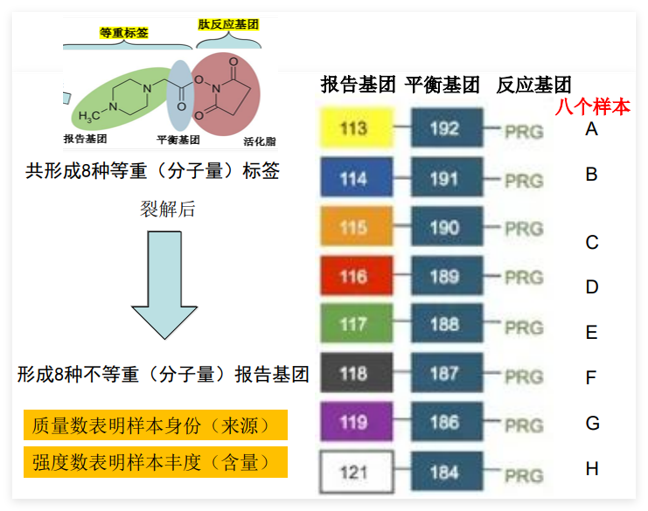 等重标签
肽反应基团
O
O
N
O
O
N
N
H₃C
报告基团
平衡基团
活化脂
共形成8种等重（分子量）标签
裂解后
形成8种不等重（分子量）报告基团
质量数表明样本身份（来源）
强度数表明样本丰度（含量）
报告基团 平衡基团 反应基团
八个样本
113 192 PRG A
114 191 PRG B
115 190 PRG C
116 189 PRG D
117 188 PRG E
118 187 PRG F
119 186 PRG G
121 184 PRG H